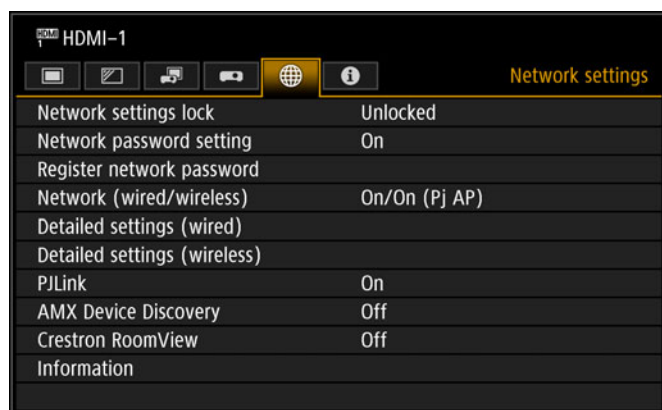 HDMI 1 HDMI-1
Network settings
Network settings lock Unlocked
Network password setting On
Register network password
Network (wired/wireless) On/On (Pj AP)
Detailed settings (wired)
Detailed settings (wireless)
PJLink On
AMX Device Discovery Off
Crestron RoomView Off
Information